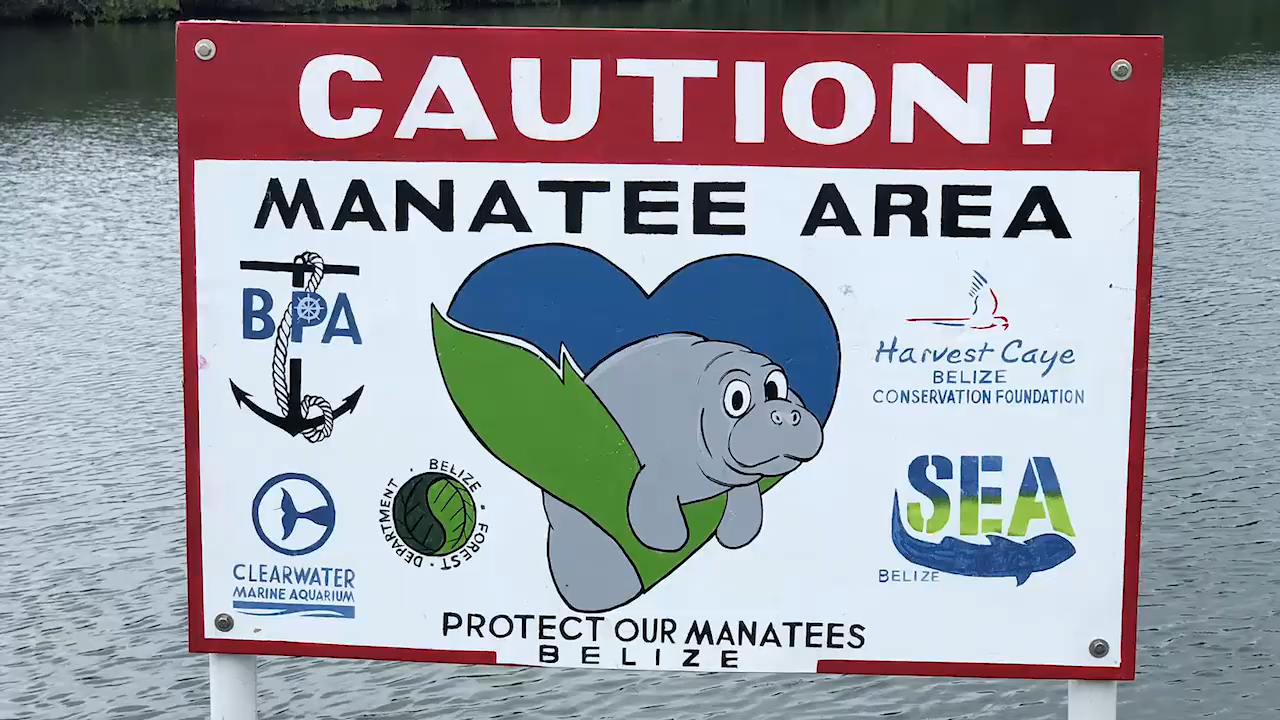 CAUTION!
MANATEE AREA
BPA
Harvest Caye
BELIZE
CONSERVATION FOUNDATION
SEA
BELIZE
CLEARWATER
MARINE AQUARIUM
· BELIZE · FOREST · DEPARTMENT
PROTECT OUR MANATEES
BELIZE